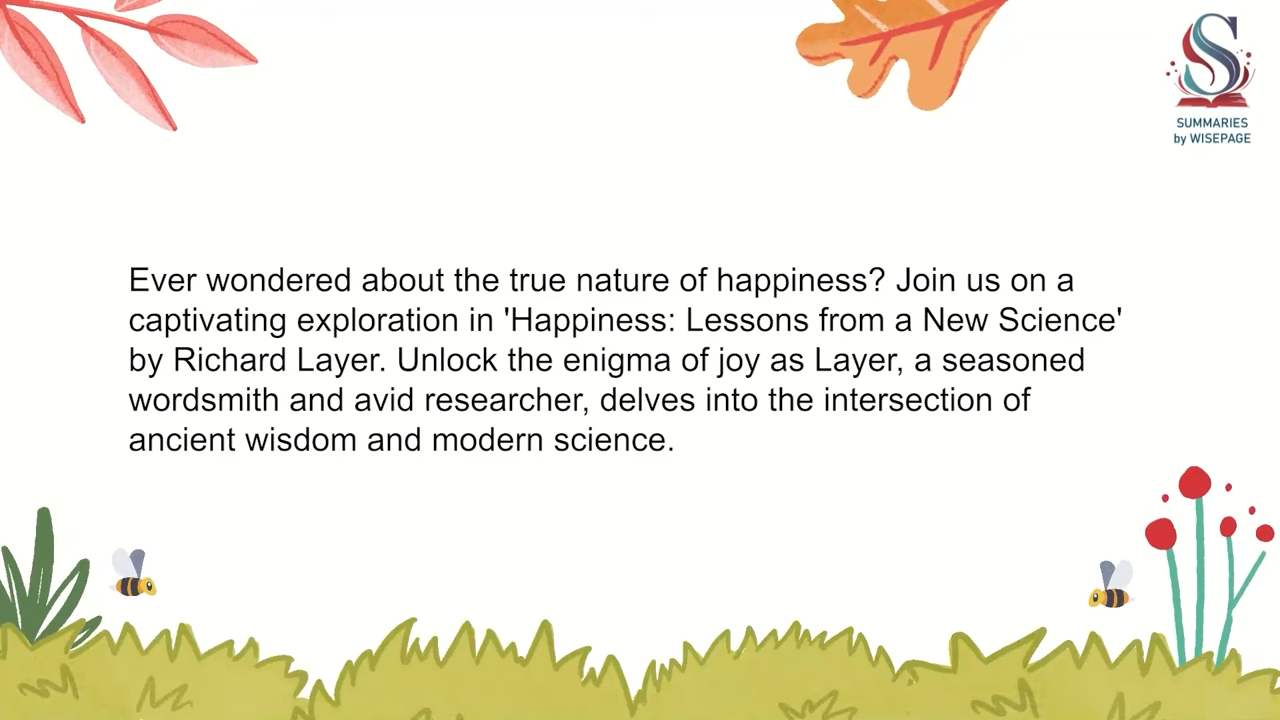 SUMMARIES
by WISEPAGE
Ever wondered about the true nature of happiness? Join us on a
captivating exploration in 'Happiness: Lessons from a New Science'
by Richard Layer. Unlock the enigma of joy as Layer, a seasoned
wordsmith and avid researcher, delves into the intersection of
ancient wisdom and modern science.